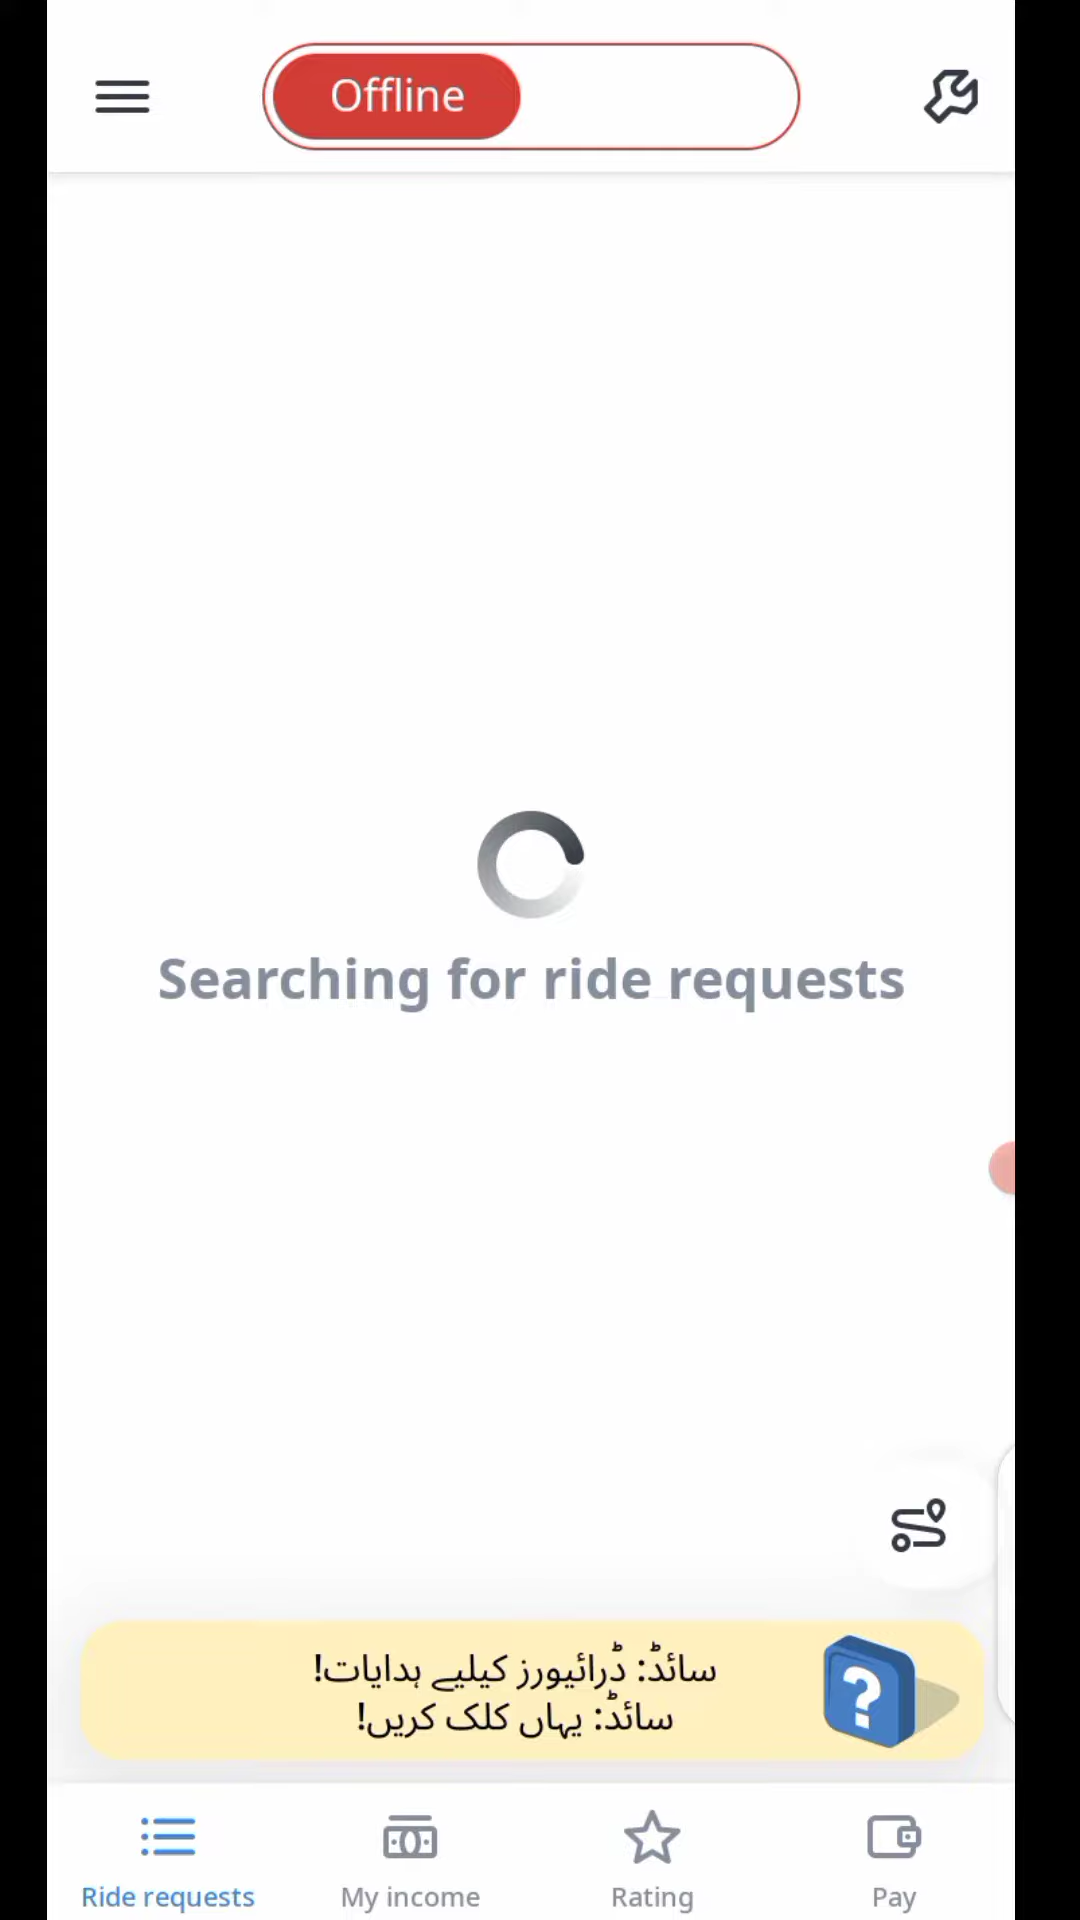 Offline
Searching for ride requests
سائڈ: ڈرائیورز کیلیے ہدایات!
سائڈ: یہاں کلک کریں!
?
Ride requests
My income
Rating
Pay